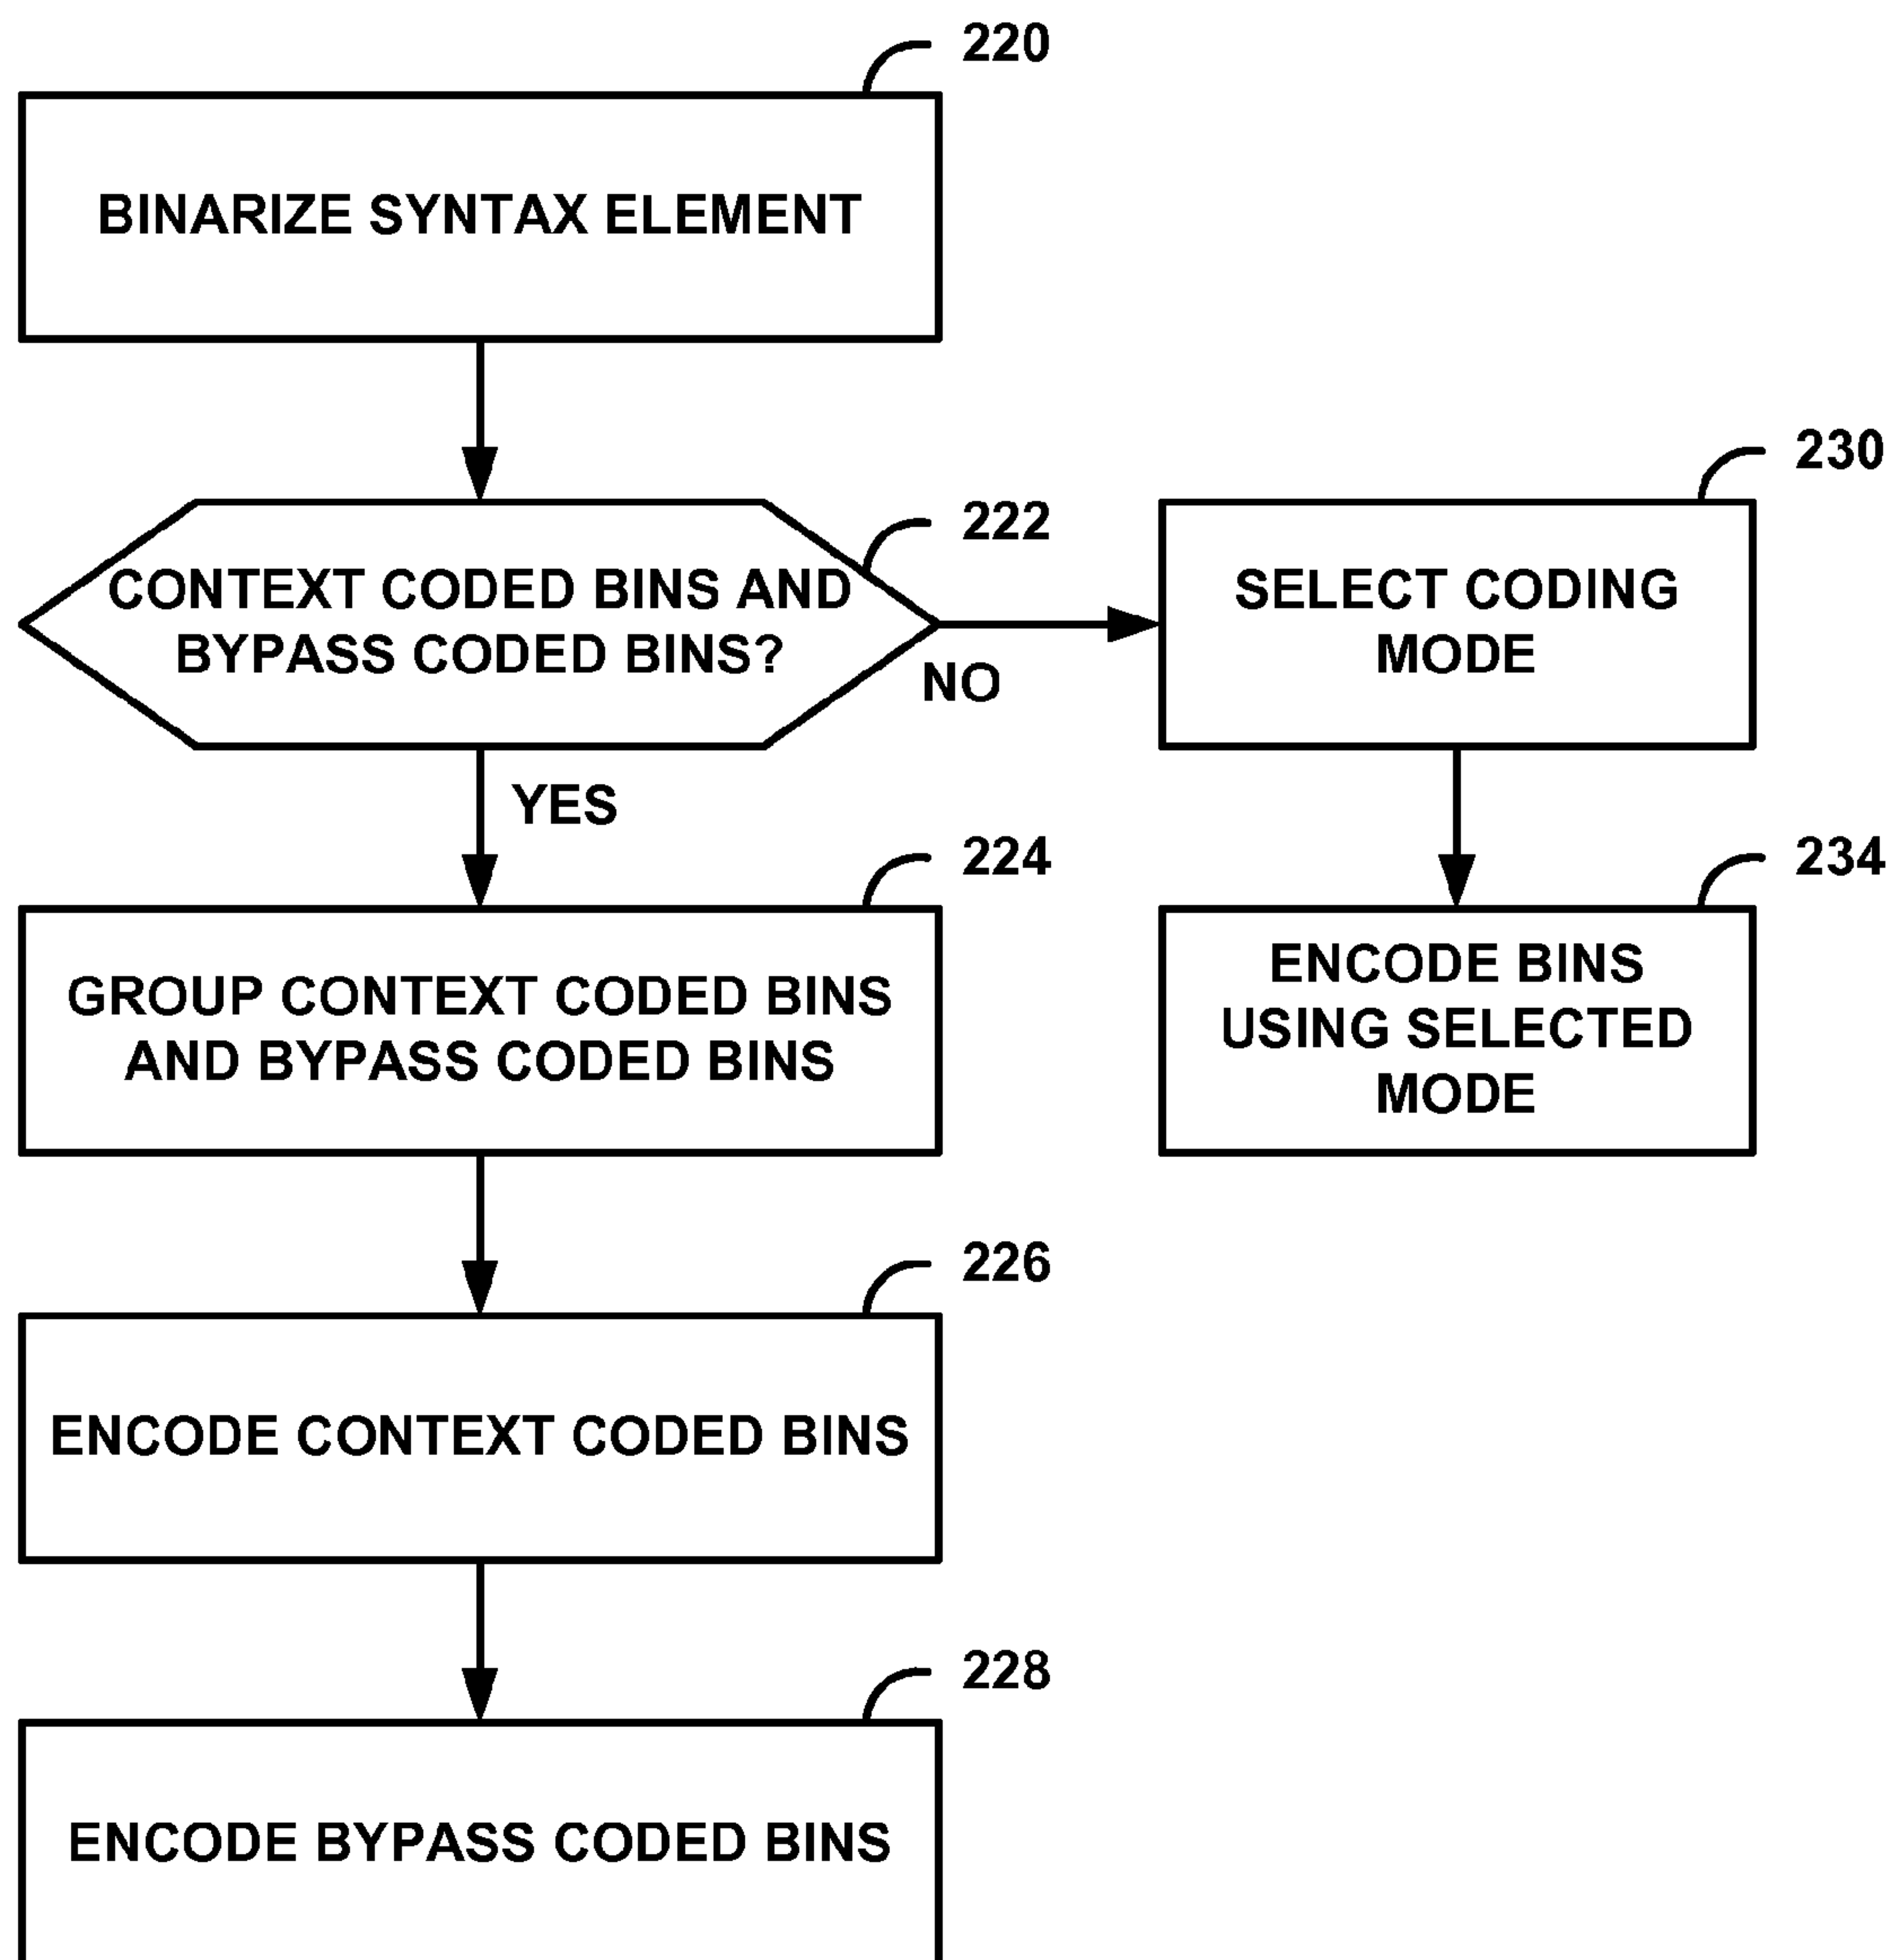 220
BINARIZE SYNTAX ELEMENT
222
CONTEXT CODED BINS AND
BYPASS CODED BINS?
NO
YES
230
SELECT CODING
MODE
224
GROUP CONTEXT CODED BINS
AND BYPASS CODED BINS
234
ENCODE BINS
USING SELECTED
MODE
226
ENCODE CONTEXT CODED BINS
228
ENCODE BYPASS CODED BINS